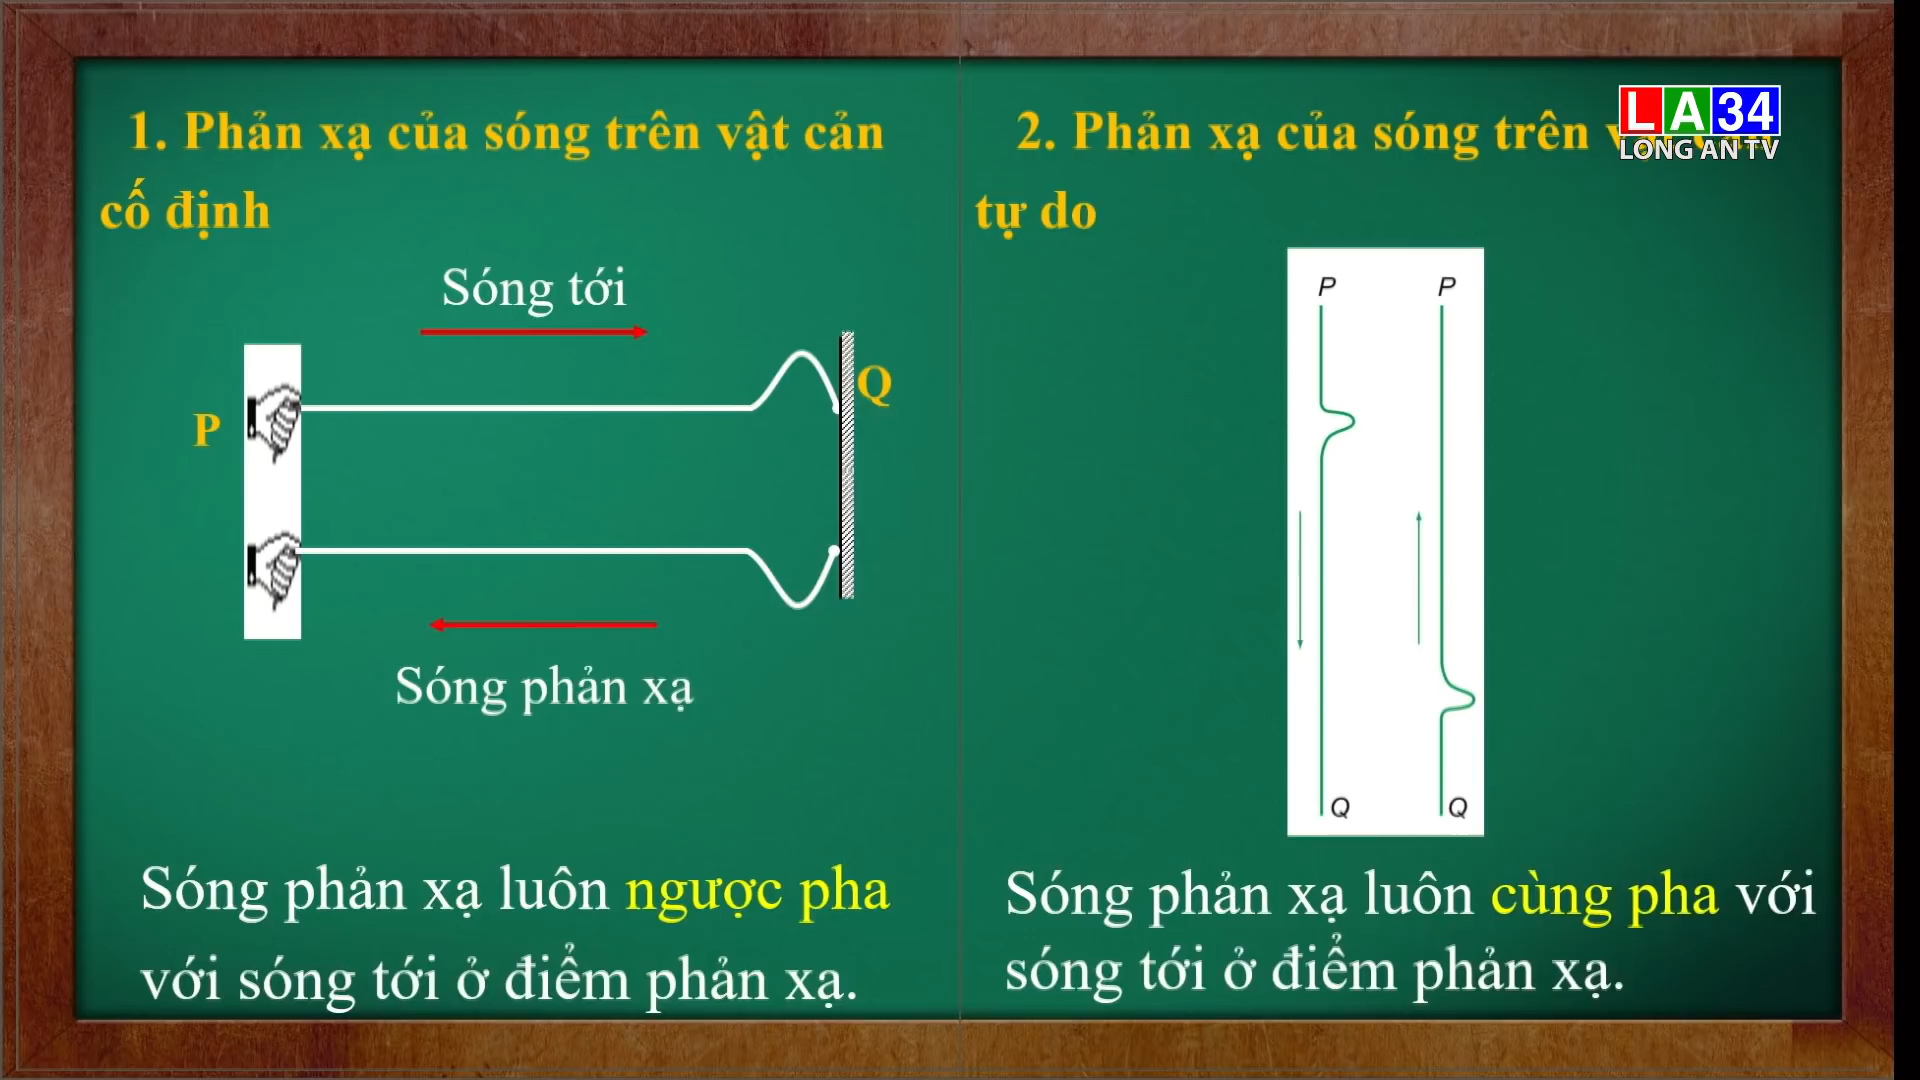 1. Phản xạ của sóng trên vật cản
cố định
Sóng tới
P
Q
Sóng phản xạ
Sóng phản xạ luôn ngược pha
với sóng tới ở điểm phản xạ.
2. Phản xạ của sóng trên
tự do
LA34
LONG AN TV
P P
Q Q
Sóng phản xạ luôn cùng pha với
sóng tới ở điểm phản xạ.